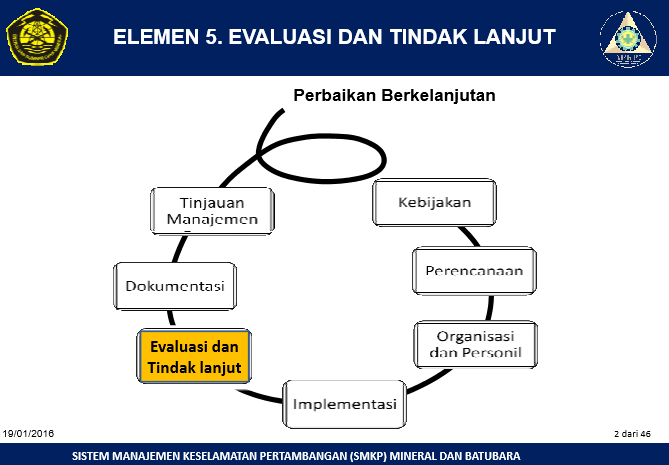 ELEMEN 5. EVALUASI DAN TINDAK LANJUT
Perbaikan Berkelanjutan
Tinjauan
Manajemen
Kebijakan
Dokumentasi
Perencanaan
Evaluasi dan
Tindak lanjut
Organisasi
dan Personil
Implementasi
19/01/2016
2 dari 46
SISTEM MANAJEMEN KESELAMATAN PERTAMBANGAN (SMKP) MINERAL DAN BATUBARA